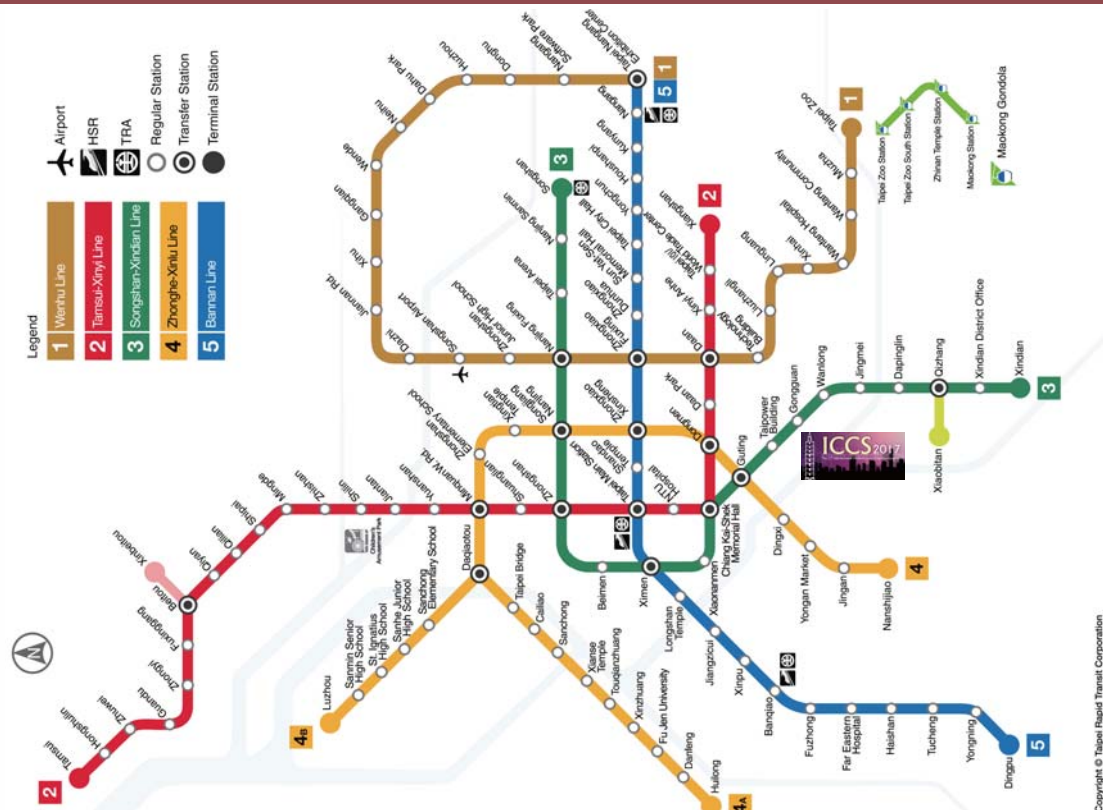 Legend
1 Wenhu Line
2 Tamsui-Xinyi Line
3 Songshan-Xindian Line
4 Zhonghe-Xinlu Line
5 Bannan Line
Airport
HSR
TRA
Regular Station
Transfer Station
Terminal Station
N
2
Tamsui
Hongshulin
Zhuwei
Guandu
Zhongyi
Fuxinggang
Beitou
Xinbeitou
Qiyan
Qilian
Shipai
Mingde
Zhishan
Shilin
Jiantan
Yuanshan
Minquan W. Rd.
Shuanglian
Zhongshan
Taipei Main Station
NTU
Hospital
Chiang Kai-Shek
Memorial Hall
Dongmen
Daan Park
Daan
Xinyi Anhe
Taipei 101/
World Trade Center
Xiangshan
2
Children's
Amusement Park
4B
Luzhou
Sanmin Senior
High School
St. Ignatius
High School
Sanhe Junior
High School
Sanchong
Elementary School
Daqiaotou
Zhongshan
Elementary School
Xingtian
Temple
Songjiang
Nanjing
Zhongxiao
Xinsheng
Taipei Bridge
Cailiao
Sanchong
Xianse
Temple
Touqianzhuang
Xinzhuang
Fu Jen University
Danfeng
Huilong
4A
Guting
Dingxi
Yongan Market
Jingan
Nanshijiao
4
3
Songshan
Nanjing Sanmin
Taipei Arena
Nanjing Fuxing
Beimen
Ximen
Xiaonanmen
Taipower
Building
Gongguan
Wanlong
Jingmei
Dapinglin
Qizhang
Xindian District Office
Xindian
3
Xiaobitan
ICCS 2017
1
5
Taipei Nangang
Exhibition Center
Nangang
Software Park
Donghu
Huzhou
Dahu Park
Neihu
Wende
Gangqian
Xihu
Jiannan Rd.
Dazhi
Songshan Airport
Zhongshan
Junior High School
Zhongxiao
Fuxing
Technology
Building
Liuzhangli
Linguang
Xinhai
Wanfang Hospital
Wanfang Community
Muzha
Taipei Zoo
1
Nangang
Kunyang
Houshanpi
Yongchun
Taipei City Hall
Sun Yat-Sen
Memorial Hall
Zhongxiao
Dunhua
Shandao
Temple
Longshan
Temple
Jiangzicui
Xinpu
Banqiao
Fuzhong
Far Eastern
Hospital
Haishan
Tucheng
Yongning
Dingpu
5
Taipei Zoo Station
Taipei Zoo South Station
Zhinan Temple Station
Maokong Station
Maokong Gondola
Copyright © Taipei Rapid Transit Corporation